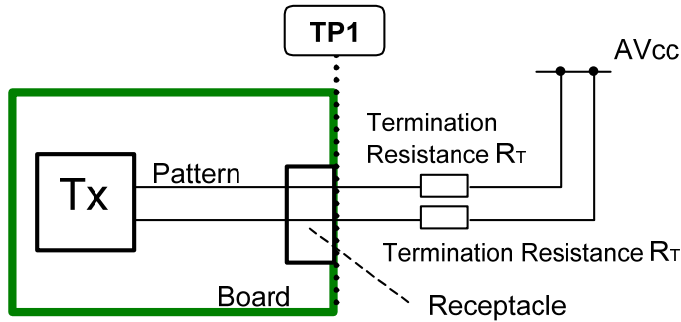 TP1
AVcc
Termination
Resistance RT
Tx
Pattern
Termination Resistance RT
Board
Receptacle